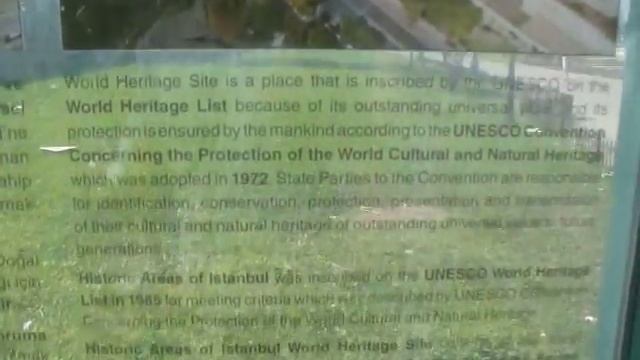 World Heritage Site is a place that is inscribed by the UNESCO on the
World Heritage List because of its outstanding universal value and its
protection is ensured by the mankind according to the UNESCO Convention
Concerning the Protection of the World Cultural and Natural Heritage
which was adopted in 1972. State Parties to the Convention are responsible
for identification, conservation, protection, presentation and transmission
of their cultural and natural heritage of outstanding universal values future
generations.
Historic Areas of Istanbul was inscribed on the UNESCO World Heritage
List in 1985 for meeting criteria which was described by UNESCO Convention
Concerning the Protection of the World Cultural and Natural Heritage.
Historic Areas of Istanbul World Heritage Site
Doğal
için